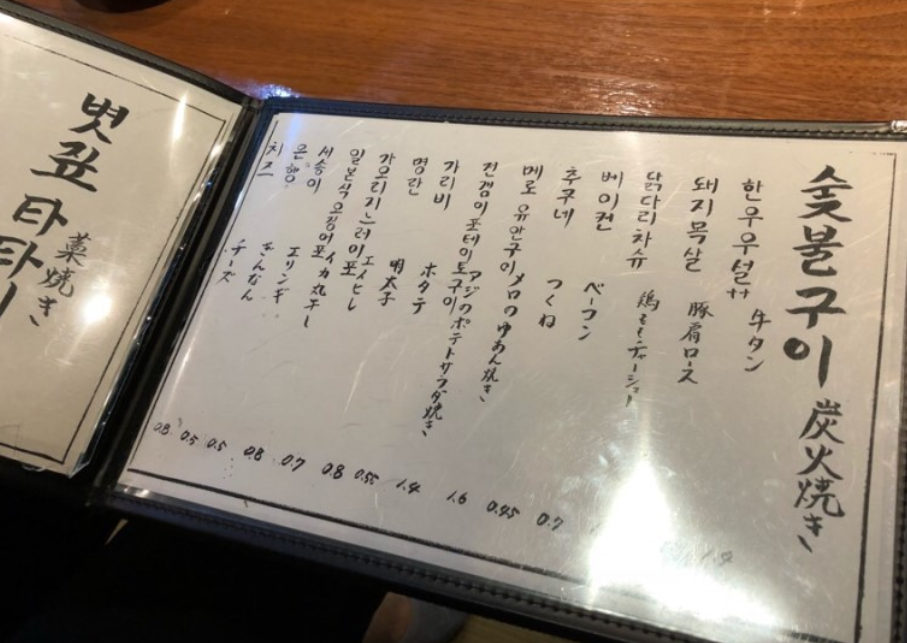 숯불구이 炭火焼き
한우우설++ 牛タン 1.4
돼지목살 豚肩ロース
닭다리차슈 鶏ももチャーシュー
베이컨 ベーコン 0.7
추쿠네 つくね 0.45
메로유안구이 メロのゆあん焼き 1.6
전갱이포테이토구이 アジのポテトサラダ焼き 1.4
가리비 ホタテ 0.55
명란 明太子 0.8
가오리지느러미포 エイヒレ 0.7
일본식오징어포 イカ丸干し 0.8
새송이 エリンギ 0.5
은행 ぎんなん 0.5
치즈 チーズ 0.8
볏짚 타타키 藁焼き